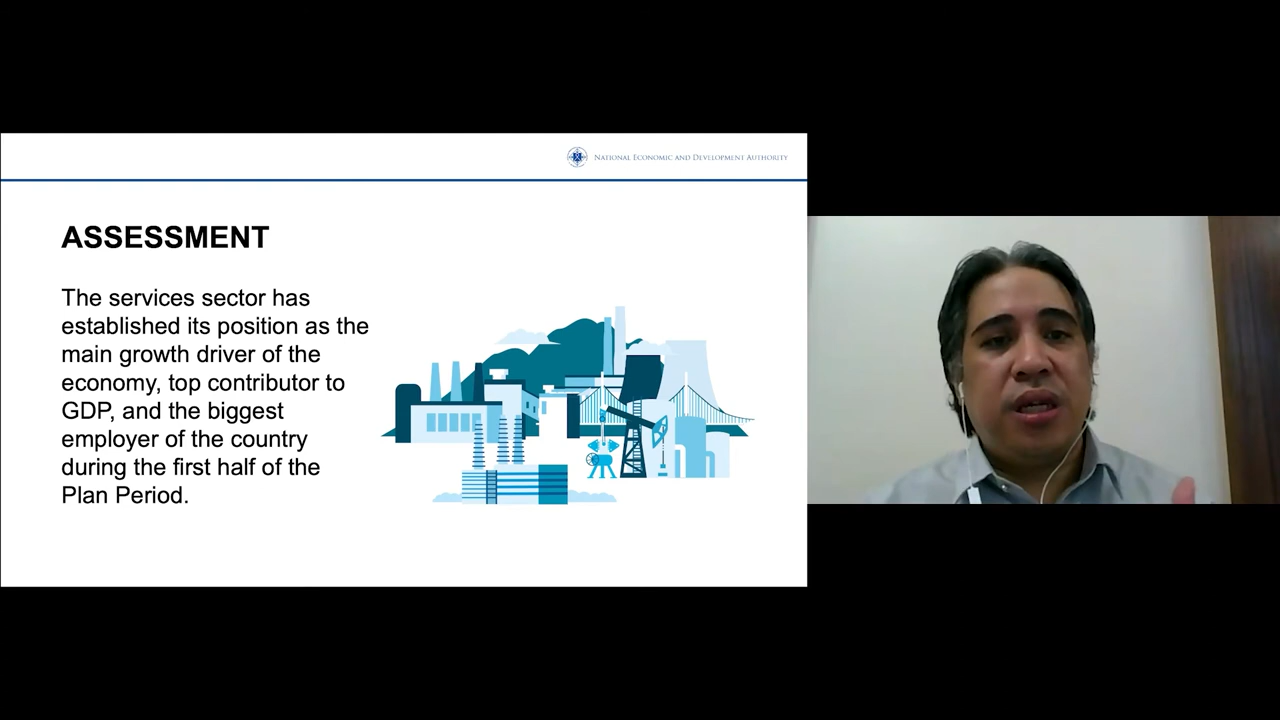 NATIONAL ECONOMIC AND DEVELOPMENT AUTHORITY
ASSESSMENT
The services sector has
established its position as the
main growth driver of the
economy, top contributor to
GDP, and the biggest
employer of the country
during the first half of the
Plan Period.